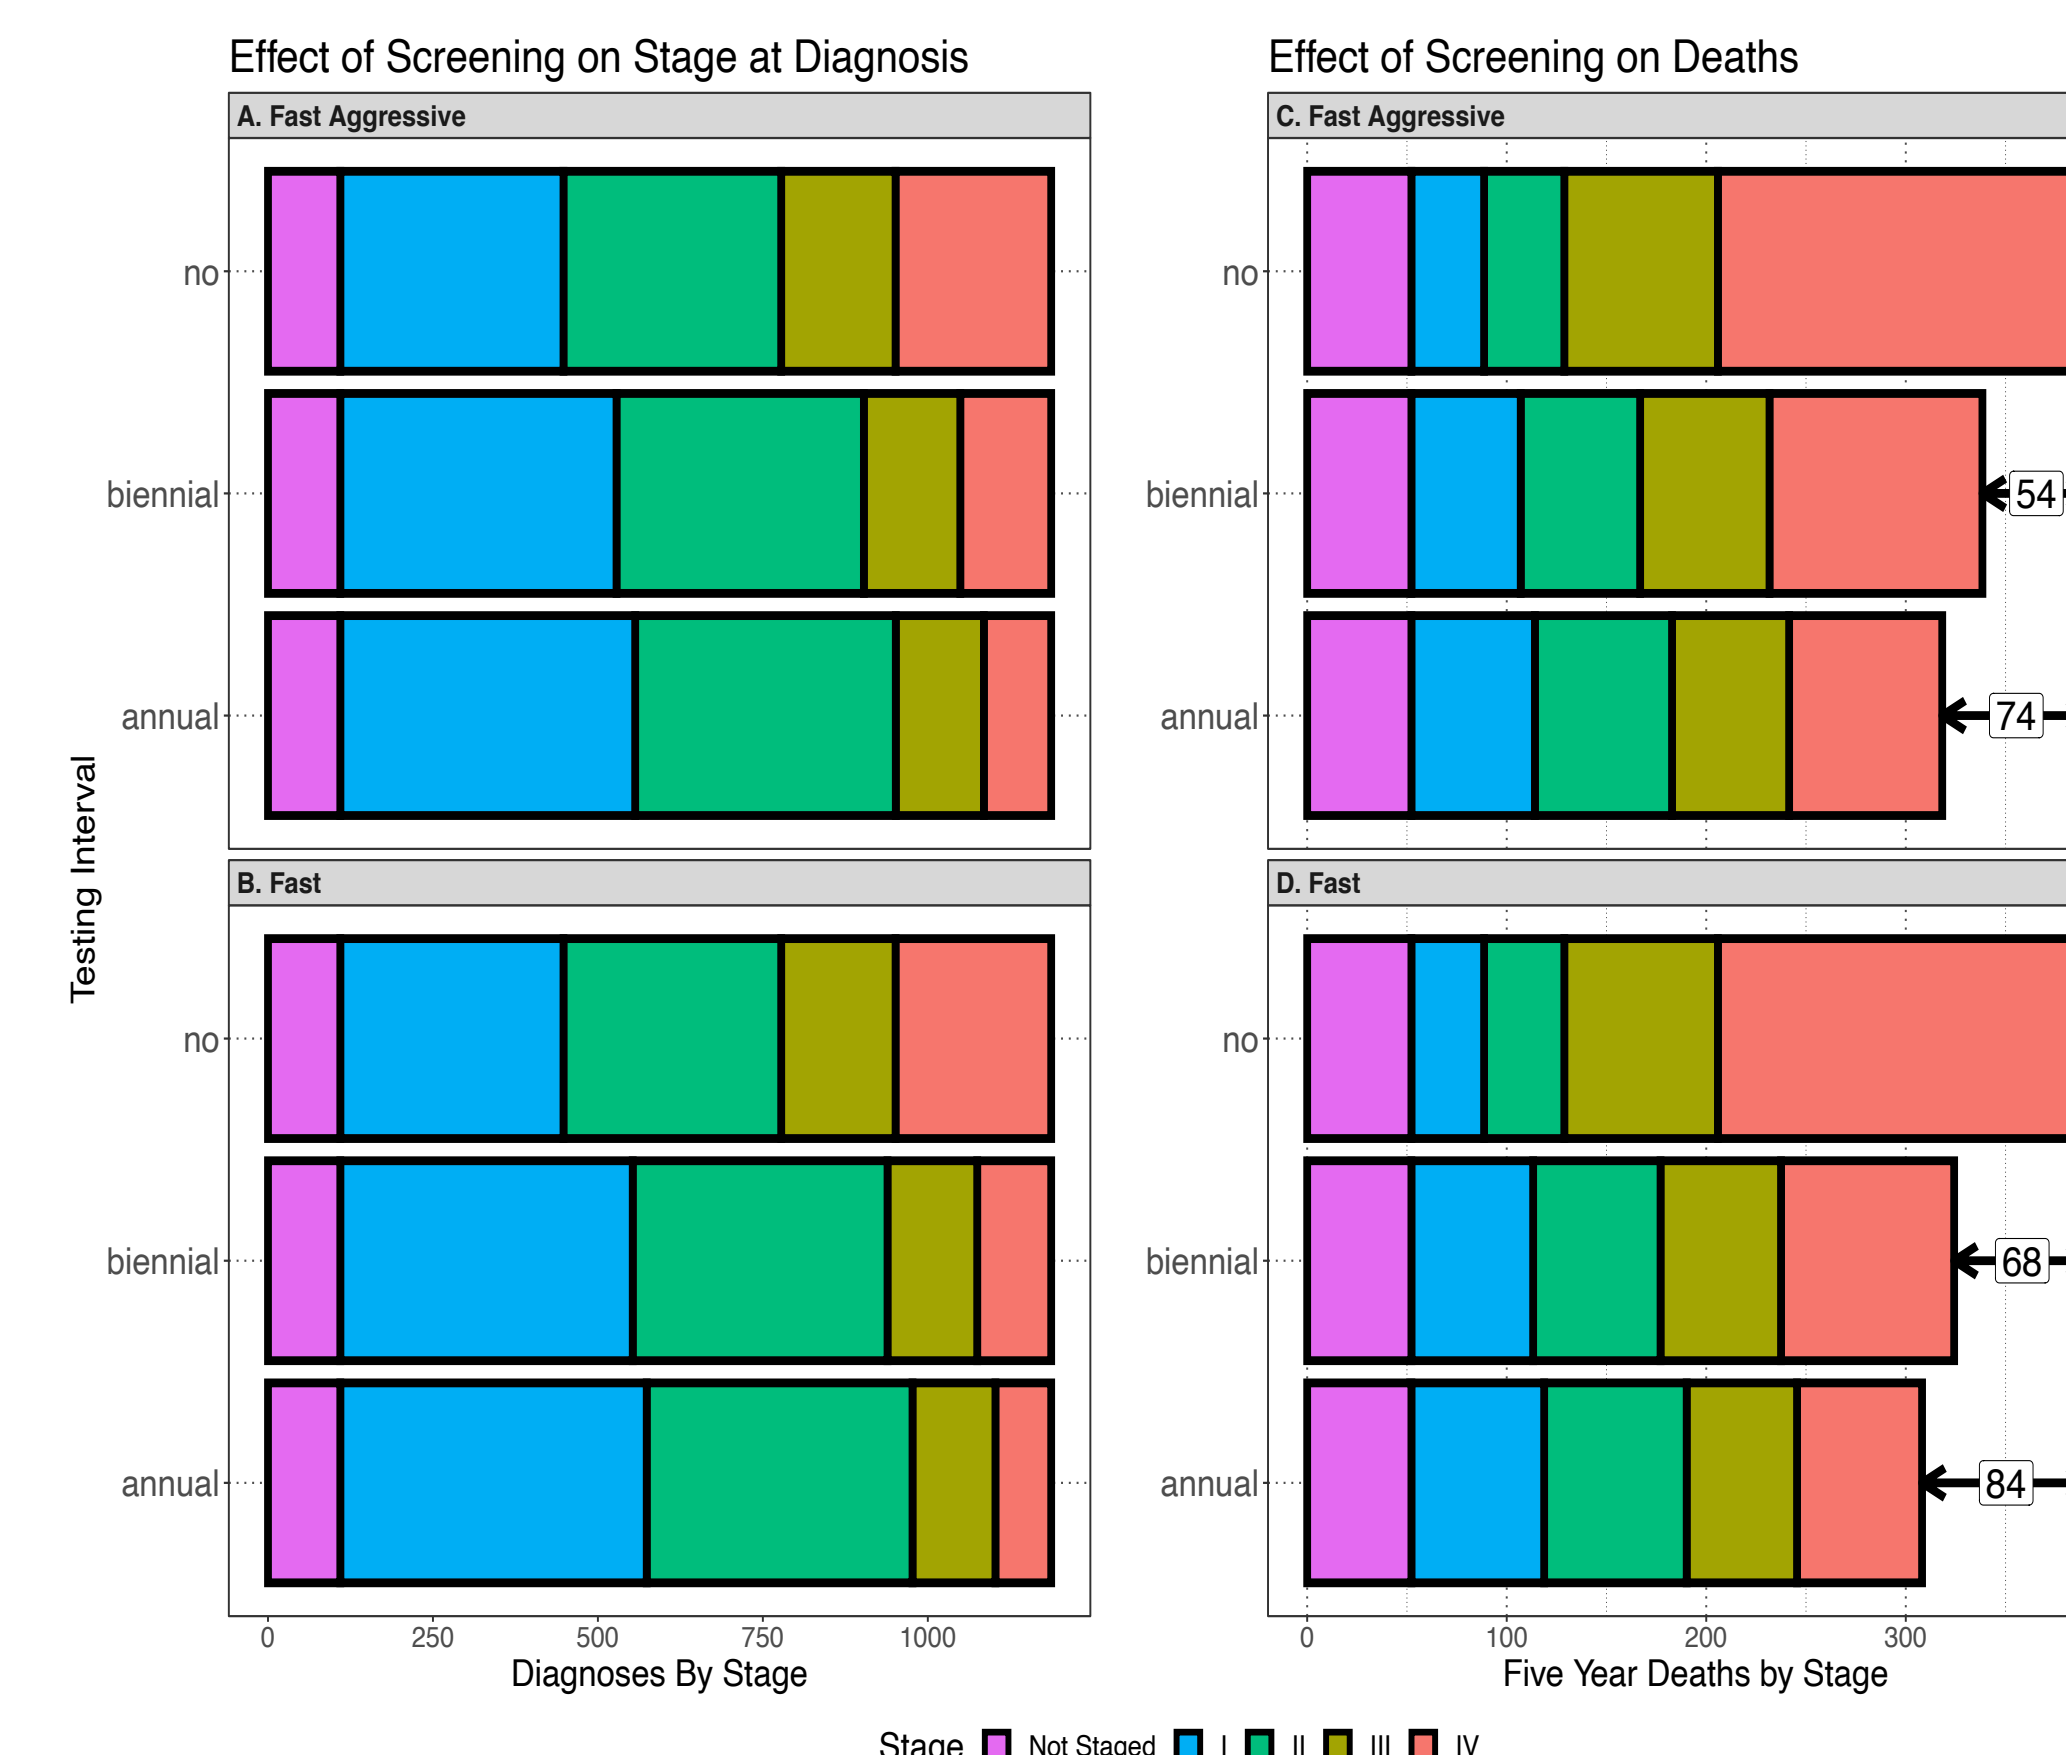 Effect of Screening on Stage at Diagnosis
A. Fast Aggressive
no
biennial
annual
B. Fast
no
biennial
annual
Testing Interval
0 250 500 750 1000
Diagnoses By Stage
Effect of Screening on Deaths
C. Fast Aggressive
no
biennial
54
annual
74
D. Fast
no
biennial
68
annual
84
0 100 200 300
Five Year Deaths by Stage
Stage Not Staged I II III IV